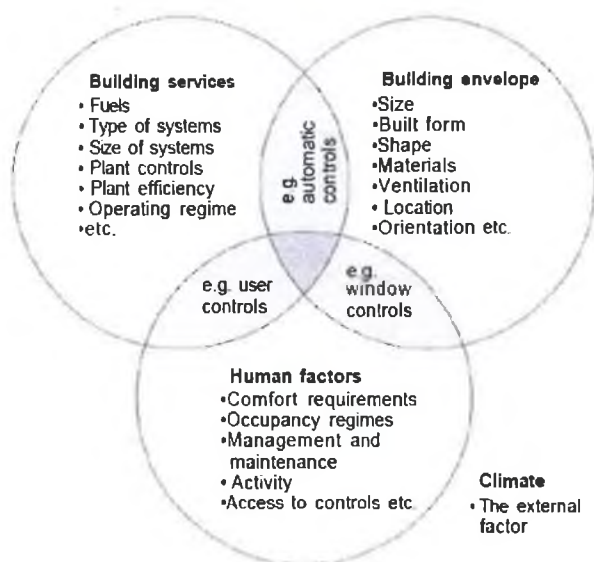 Building services
• Fuels
• Type of systems
• Size of systems
• Plant controls
• Plant efficiency
• Operating regime
•etc.
e.g.
automatic
controls
Building envelope
•Size
•Built form
•Shape
•Materials
•Ventilation
• Location
•Orientation etc.
e.g. user
controls
e.g.
window
controls
Human factors
•Comfort requirements
•Occupancy regimes
•Management and
maintenance
• Activity
•Access to controls etc.
Climate
• The external
factor